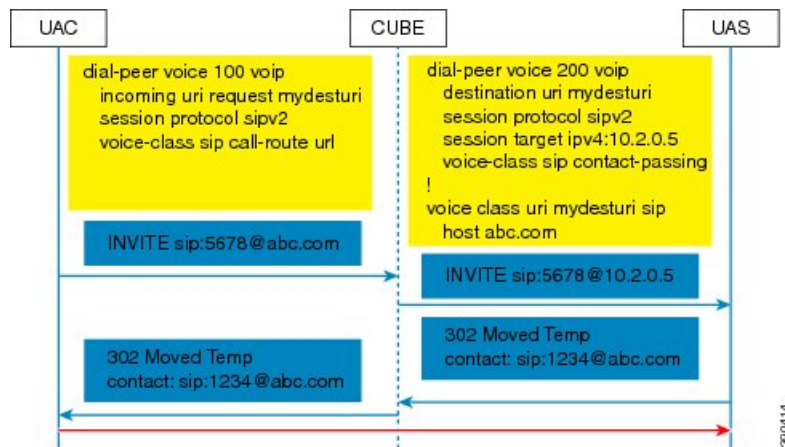 UAC
CUBE
UAS
dial-peer voice 100 voip
incoming uri request mydesturi
session protocol sipv2
voice-class sip call-route url
dial-peer voice 200 voip
destination uri mydesturi
session protocol sipv2
session target ipv4:10.2.0.5
voice-class sip contact-passing
!
voice class uri mydesturi sip
host abc.com
INVITE sip:5678@abc.com
INVITE sip:5678@10.2.0.5
302 Moved Temp
contact: sip:1234@abc.com
302 Moved Temp
contact: sip:1234@abc.com